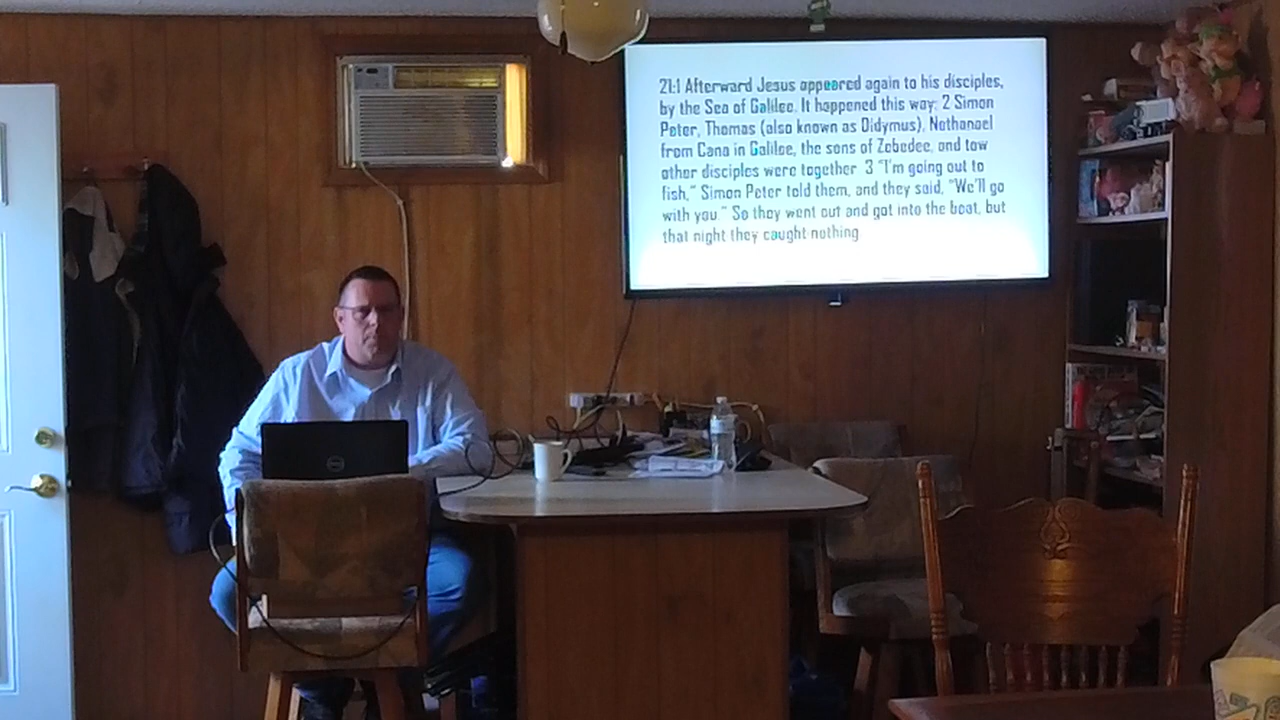 21:1 Afterward Jesus appeared again to his disciples,
by the Sea of Galilee. It happened this way: 2 Simon
Peter, Thomas (also known as Didymus), Nathanael
from Cana in Galilee, the sons of Zebedee, and tow
other disciples were together 3 "I'm going out to
fish," Simon Peter told them, and they said, "We'll go
with you." So they went out and got into the boat, but
that night they caught nothing
DELL